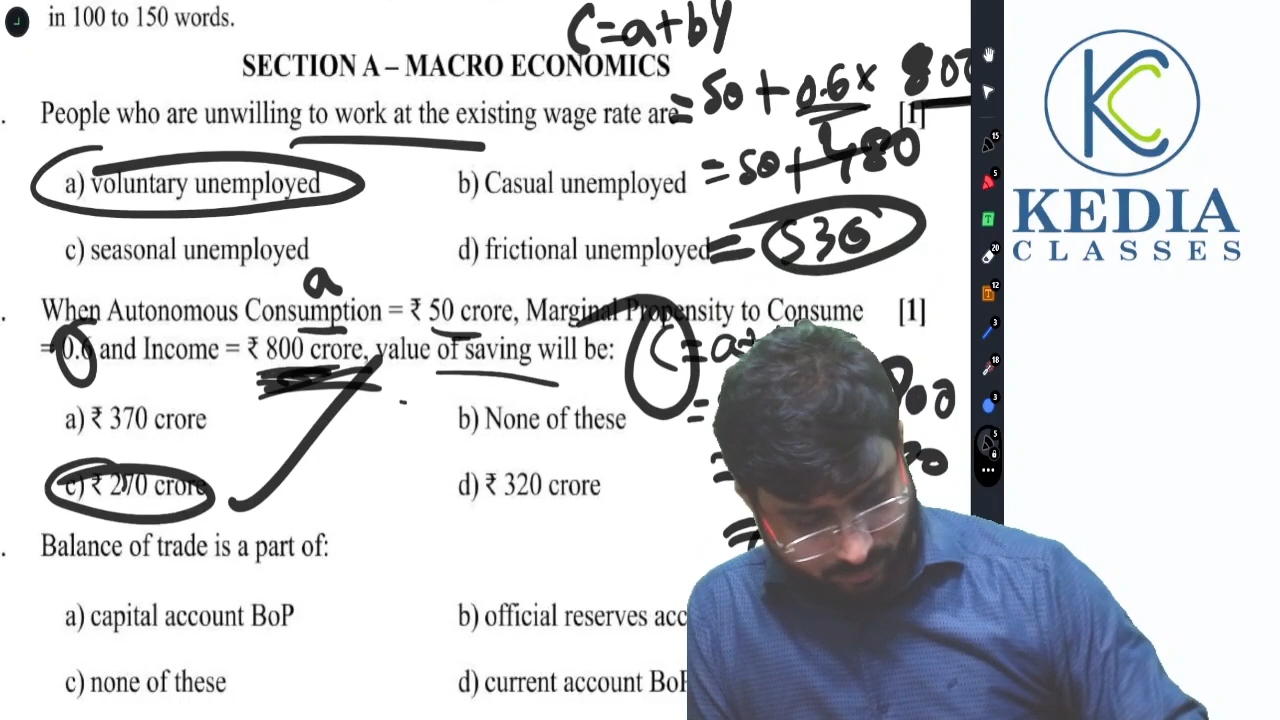 in 100 to 150 words.
C=a+by
SECTION A – MACRO ECONOMICS
= 50 + 0.6 x 800
. People who are unwilling to work at the existing wage rate are [1]
= 50 + 480
a) voluntary unemployed b) Casual unemployed
= 530
c) seasonal unemployed d) frictional unemployed
a
. When Autonomous Consumption = ₹ 50 crore, Marginal Propensity to Consume [1]
= 0.6 and Income = ₹ 800 crore, value of saving will be:
C = a+
a) ₹ 370 crore b) None of these
c) ₹ 270 crore d) ₹ 320 crore
. Balance of trade is a part of:
a) capital account BoP b) official reserves acc
c) none of these d) current account BoP
KC
KEDIA
CLASSES